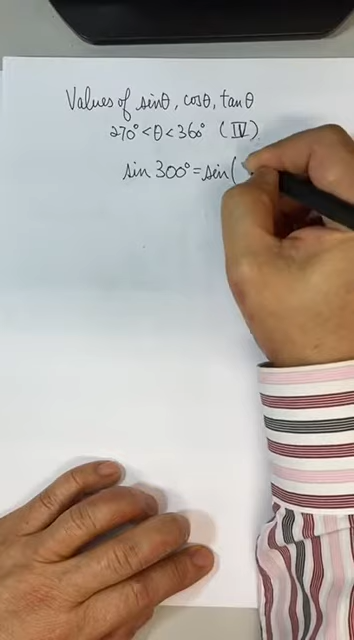 Values of sinθ, cosθ, tanθ
270° < θ < 360° (IV)
sin 300° = sin(